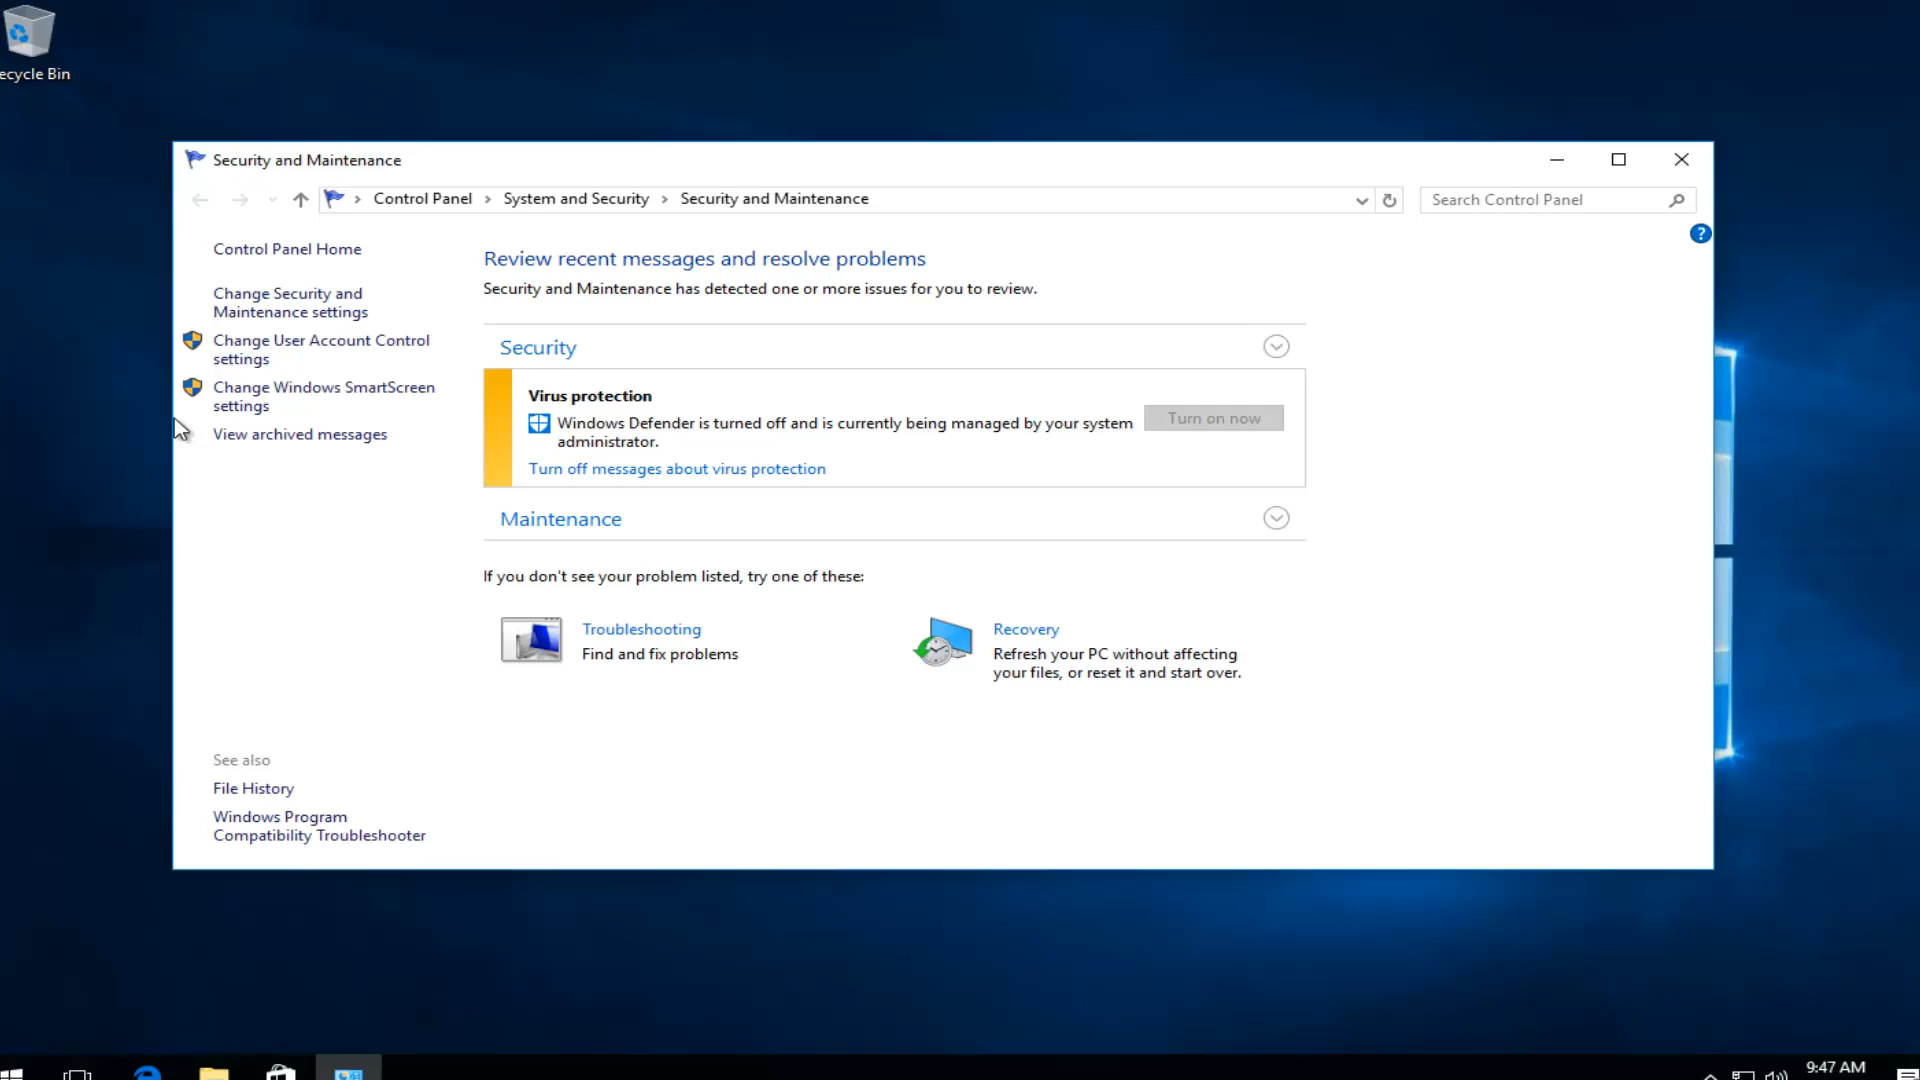 ecycle Bin
Security and Maintenance
Control Panel > System and Security > Security and Maintenance
Search Control Panel
?
Control Panel Home
Change Security and
Maintenance settings
Change User Account Control
settings
Change Windows SmartScreen
settings
View archived messages
Review recent messages and resolve problems
Security and Maintenance has detected one or more issues for you to review.
Security
Virus protection
Windows Defender is turned off and is currently being managed by your system
administrator.
Turn on now
Turn off messages about virus protection
Maintenance
If you don't see your problem listed, try one of these:
Troubleshooting
Find and fix problems
Recovery
Refresh your PC without affecting
your files, or reset it and start over.
See also
File History
Windows Program
Compatibility Troubleshooter
9:47 AM